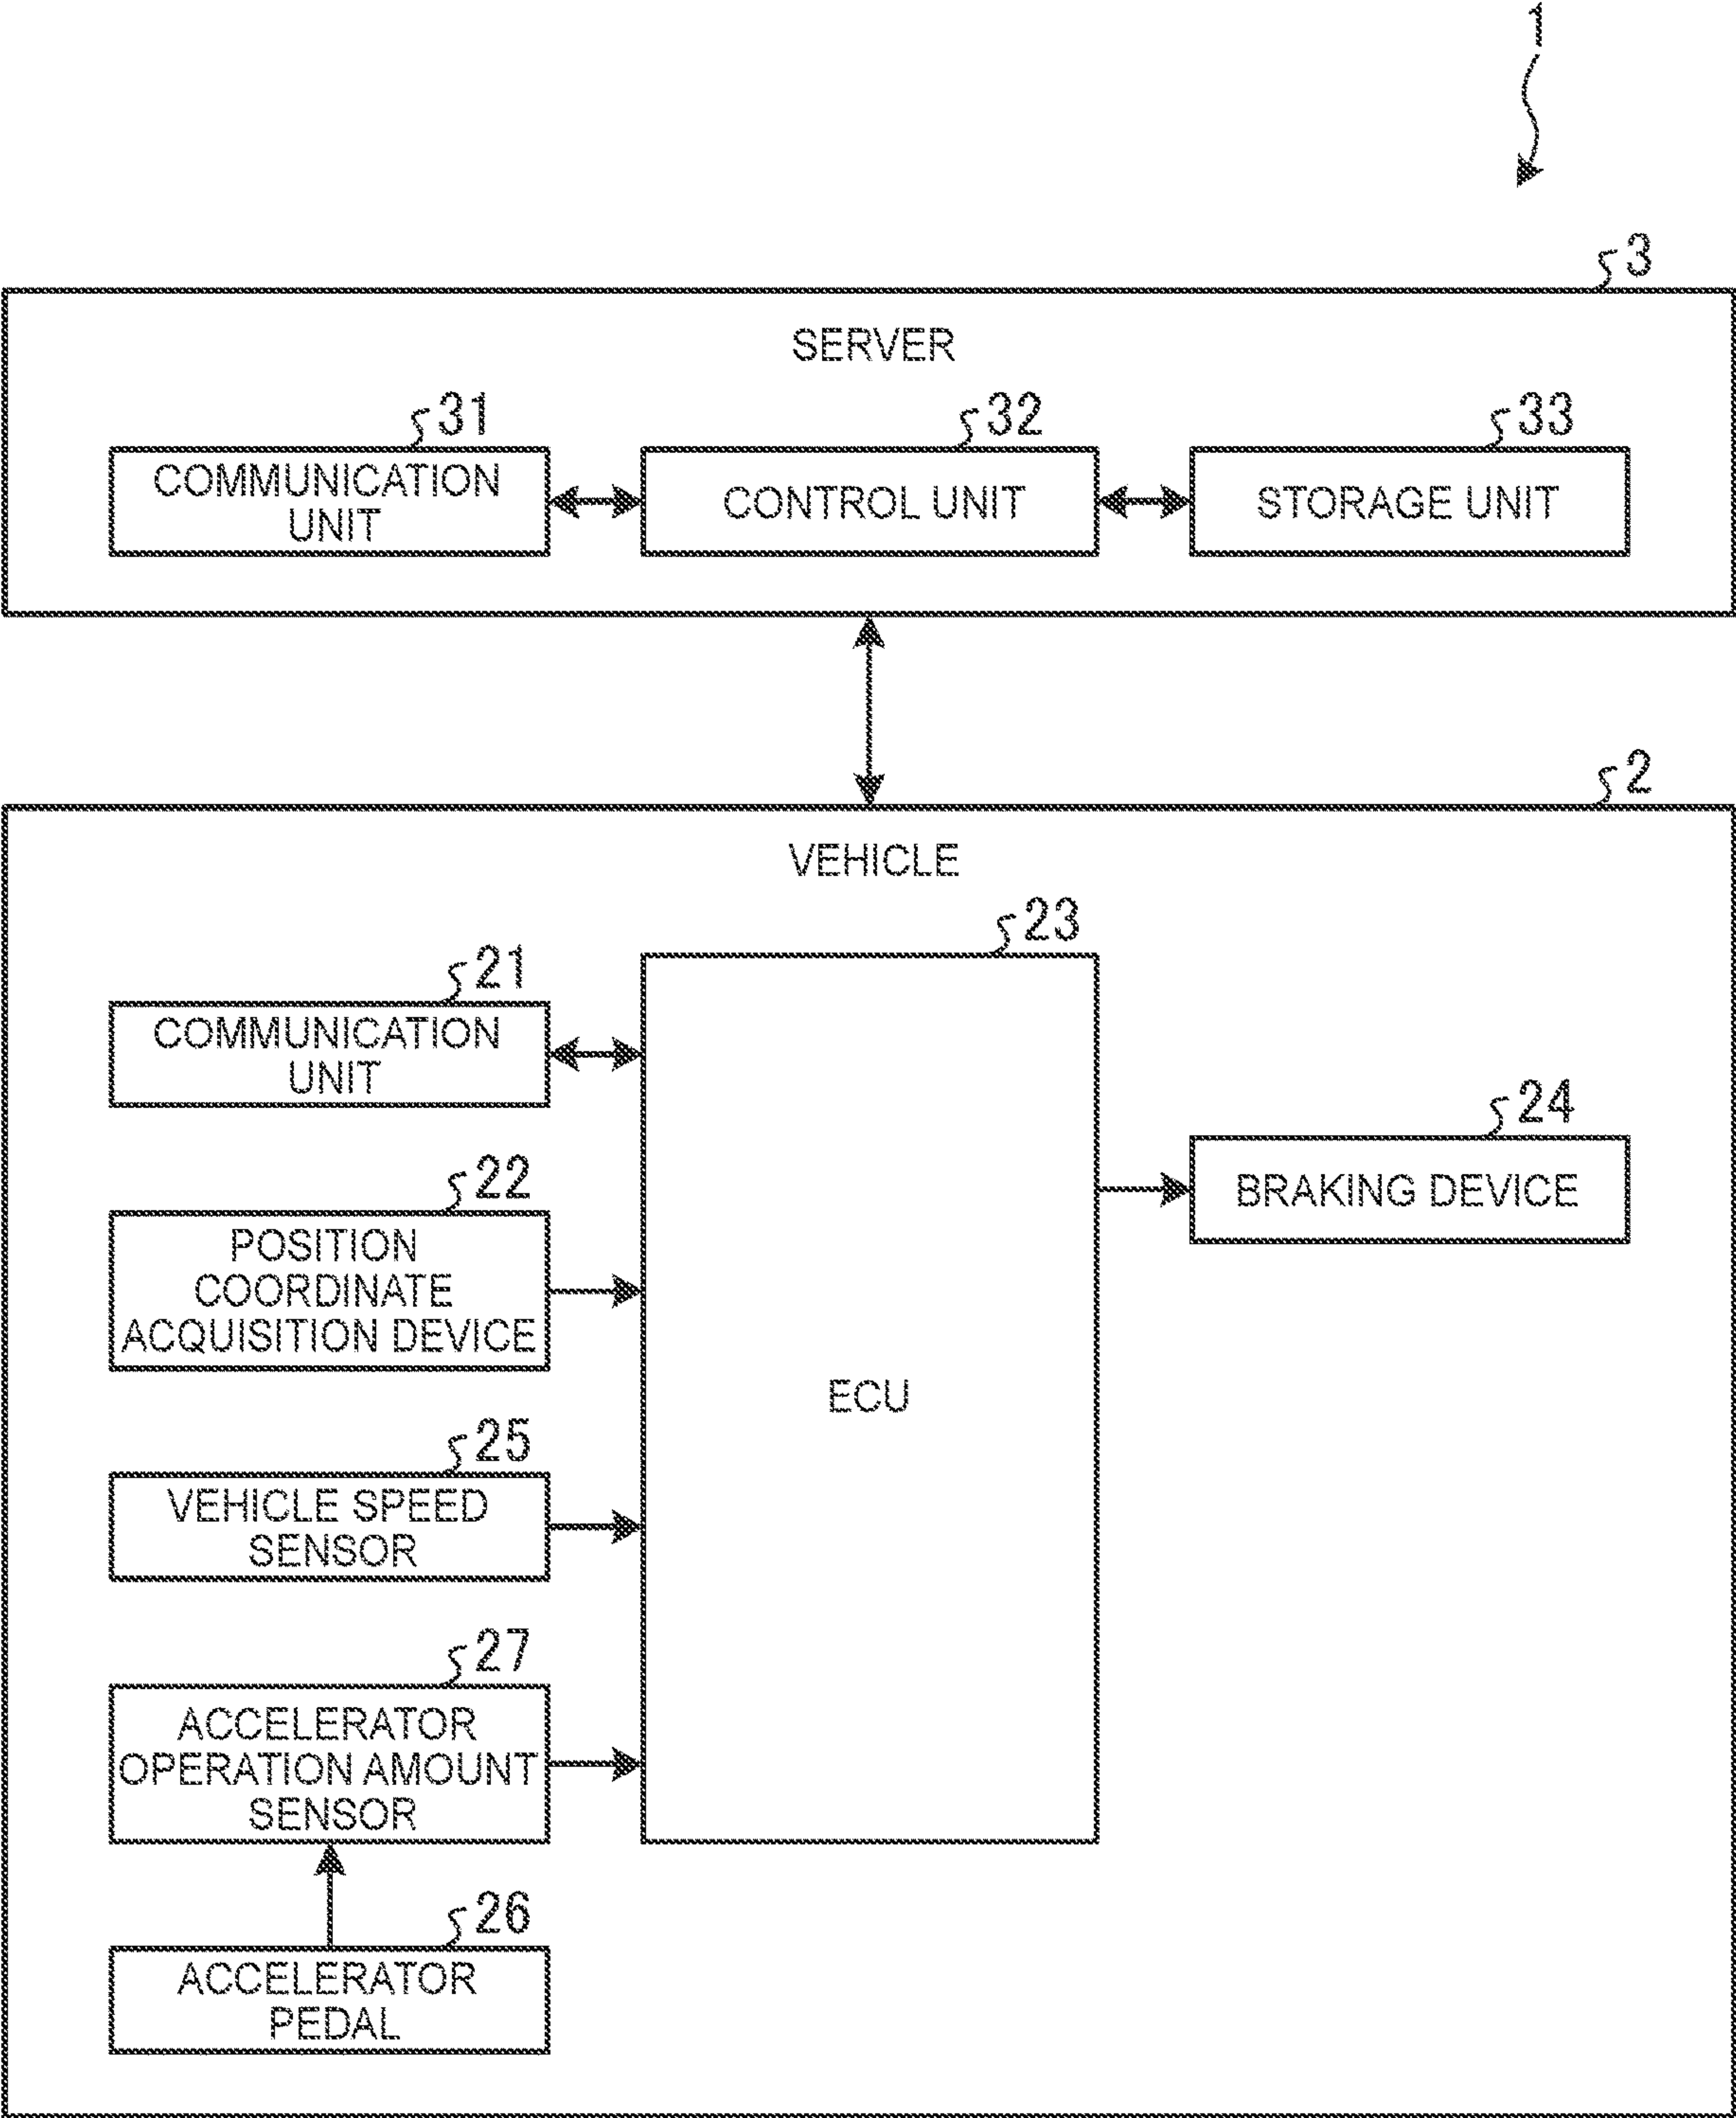 1
3
SERVER
31
32
33
COMMUNICATION
UNIT
CONTROL UNIT
STORAGE UNIT
2
VEHICLE
23
21
COMMUNICATION
UNIT
24
BRAKING DEVICE
22
POSITION
COORDINATE
ACQUISITION DEVICE
ECU
25
VEHICLE SPEED
SENSOR
27
ACCELERATOR
OPERATION AMOUNT
SENSOR
26
ACCELERATOR
PEDAL